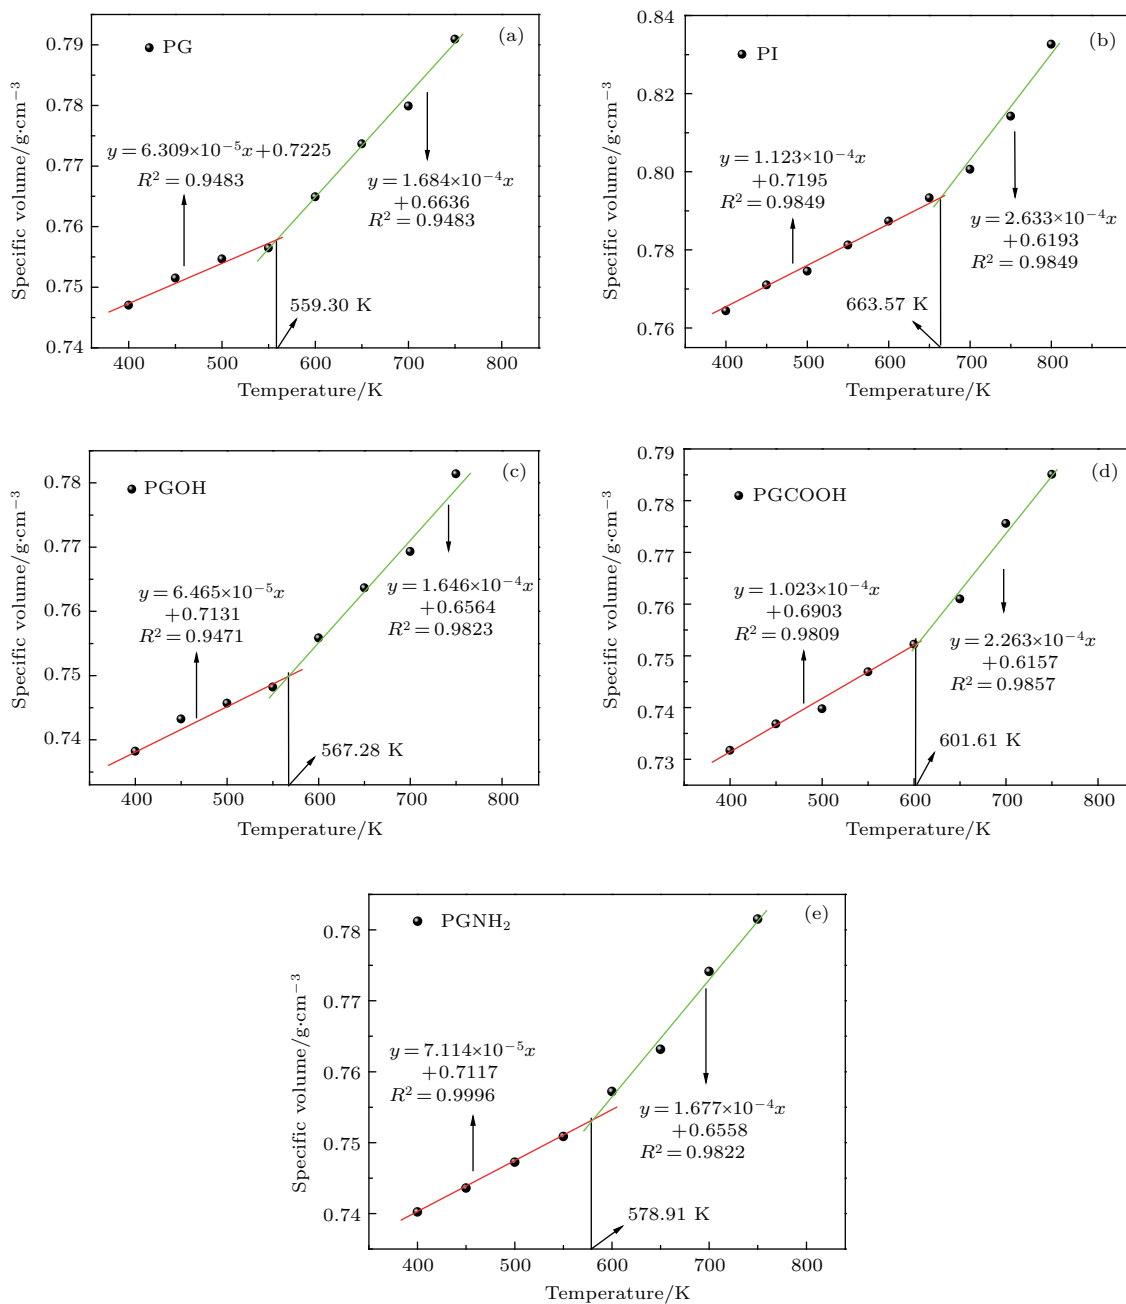 (a)
PG
0.79
0.78
0.77
0.76
0.75
0.74
Specific volume/g·cm⁻³
y = 6.309×10⁻⁵x+0.7225
R² = 0.9483
y = 1.684×10⁻⁴x
+0.6636
R² = 0.9483
559.30 K
400 500 600 700 800
Temperature/K
(b)
PI
0.84
0.82
0.80
0.78
0.76
Specific volume/g·cm⁻³
y = 1.123×10⁻⁴x
+0.7195
R² = 0.9849
y = 2.633×10⁻⁴x
+0.6193
R² = 0.9849
663.57 K
400 500 600 700 800
Temperature/K
(c)
PGOH
0.78
0.77
0.76
0.75
0.74
Specific volume/g·cm⁻³
y = 6.465×10⁻⁵x
+0.7131
R² = 0.9471
y = 1.646×10⁻⁴x
+0.6564
R² = 0.9823
567.28 K
400 500 600 700 800
Temperature/K
(d)
PGCOOH
0.79
0.78
0.77
0.76
0.75
0.74
0.73
Specific volume/g·cm⁻³
y = 1.023×10⁻⁴x
+0.6903
R² = 0.9809
y = 2.263×10⁻⁴x
+0.6157
R² = 0.9857
601.61 K
400 500 600 700 800
Temperature/K
(e)
PGNH₂
0.78
0.77
0.76
0.75
0.74
Specific volume/g·cm⁻³
y = 7.114×10⁻⁵x
+0.7117
R² = 0.9996
y = 1.677×10⁻⁴x
+0.6558
R² = 0.9822
578.91 K
400 500 600 700 800
Temperature/K